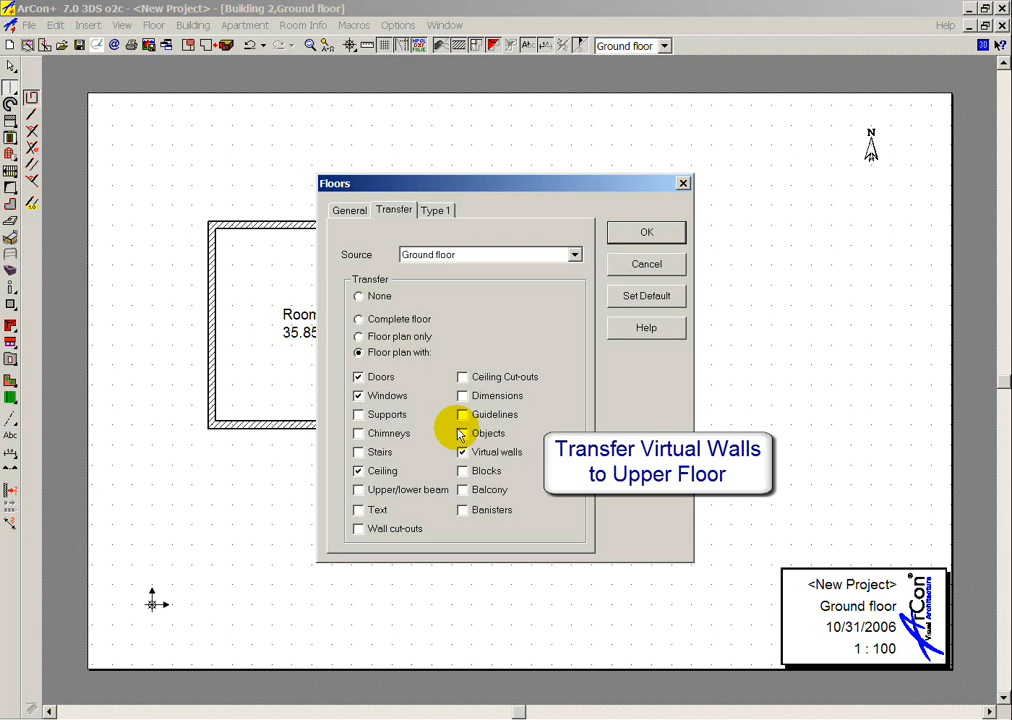 ArCon+ 7.0 3DS o2c - <New Project> - [Building 2,Ground floor]
File Edit Insert View Floor Building Apartment Room Info Macros Options Window Help
Ground floor
3D
Abc
N
Room
35.85
Floors
General Transfer Type 1
Source Ground floor
OK
Cancel
Set Default
Help
Transfer
None
Complete floor
Floor plan only
Floor plan with:
Doors Ceiling Cut-outs
Windows Dimensions
Supports Guidelines
Chimneys Objects
Stairs Virtual walls
Ceiling Blocks
Upper/lower beam Balcony
Text Banisters
Wall cut-outs
Transfer Virtual Walls
to Upper Floor
Abc
<New Project>
Ground floor
10/31/2006
1 : 100
ArCon®
Visual Architecture